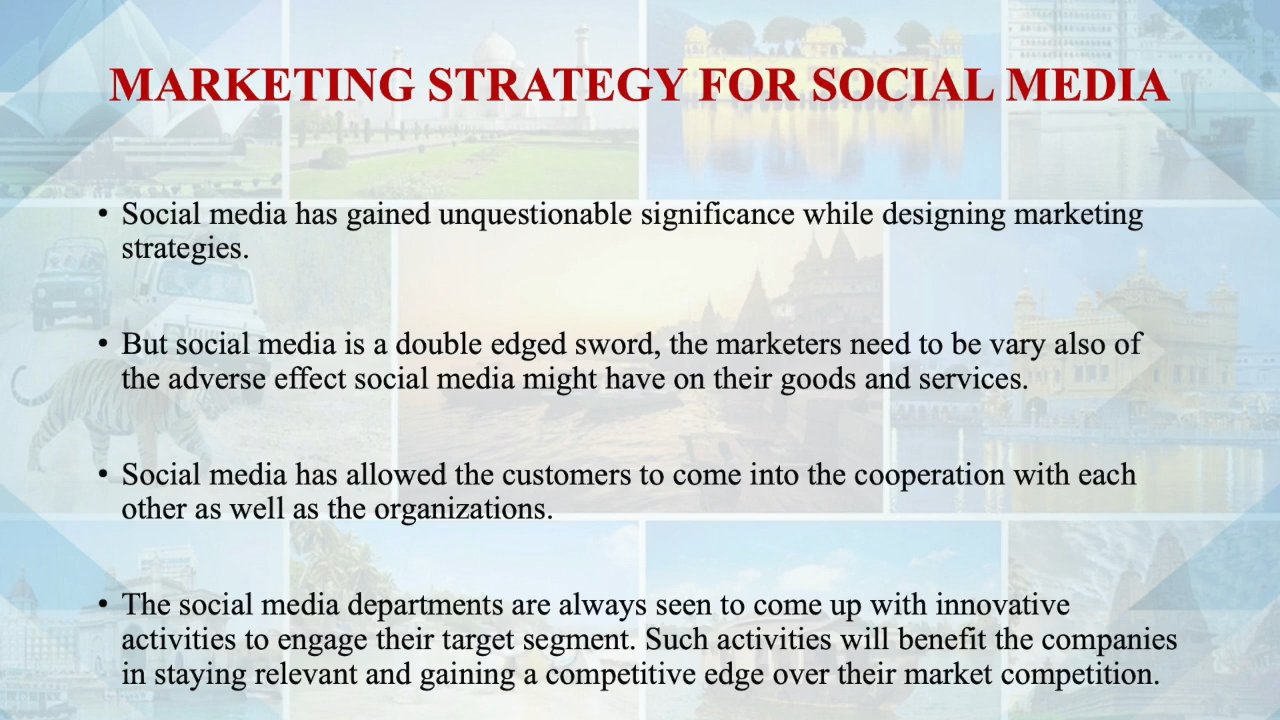 MARKETING STRATEGY FOR SOCIAL MEDIA
• Social media has gained unquestionable significance while designing marketing
strategies.
• But social media is a double edged sword, the marketers need to be vary also of
the adverse effect social media might have on their goods and services.
• Social media has allowed the customers to come into the cooperation with each
other as well as the organizations.
• The social media departments are always seen to come up with innovative
activities to engage their target segment. Such activities will benefit the companies
in staying relevant and gaining a competitive edge over their market competition.